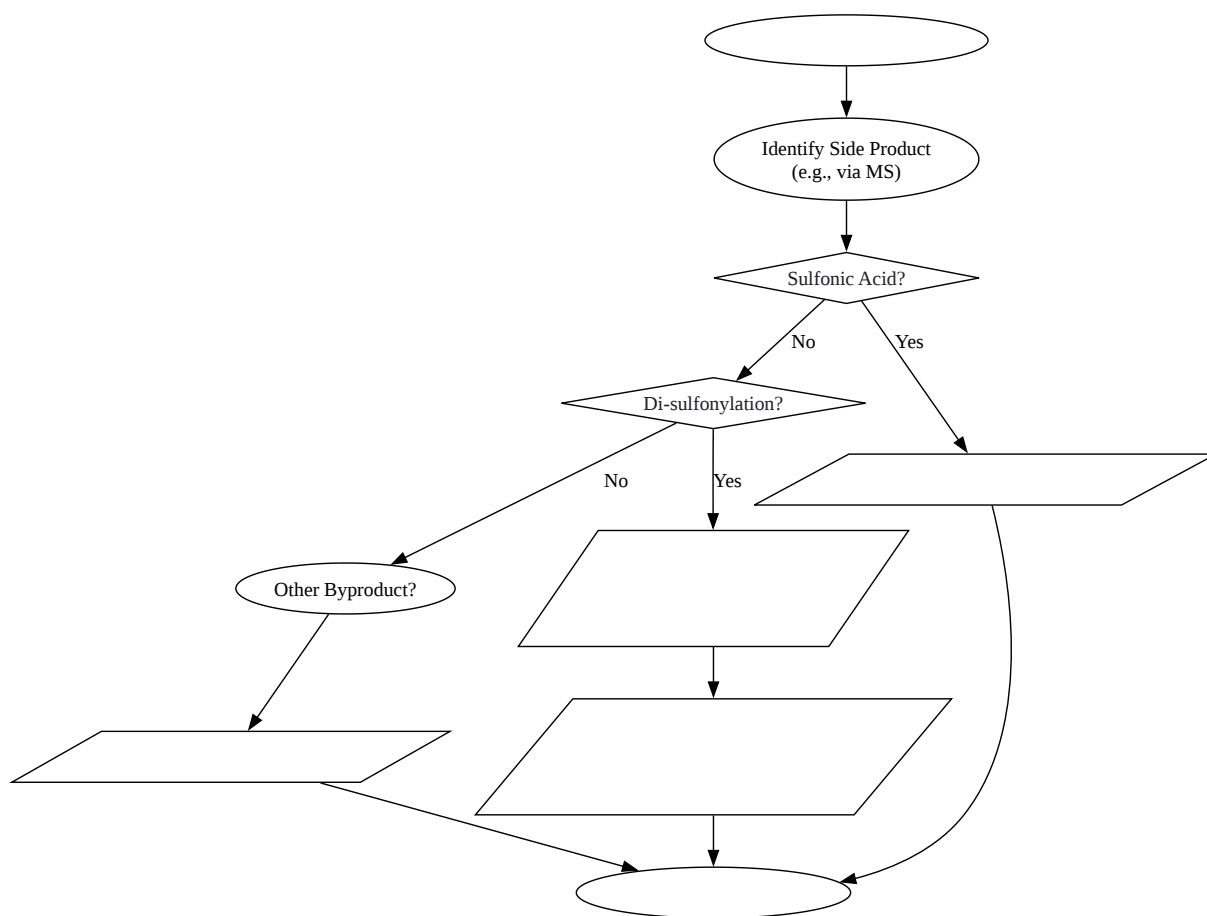 Identify Side Product
(e.g., via MS)
Sulfonic Acid?
No
Yes
Di-sulfonylation?
No
Yes
Other Byproduct?